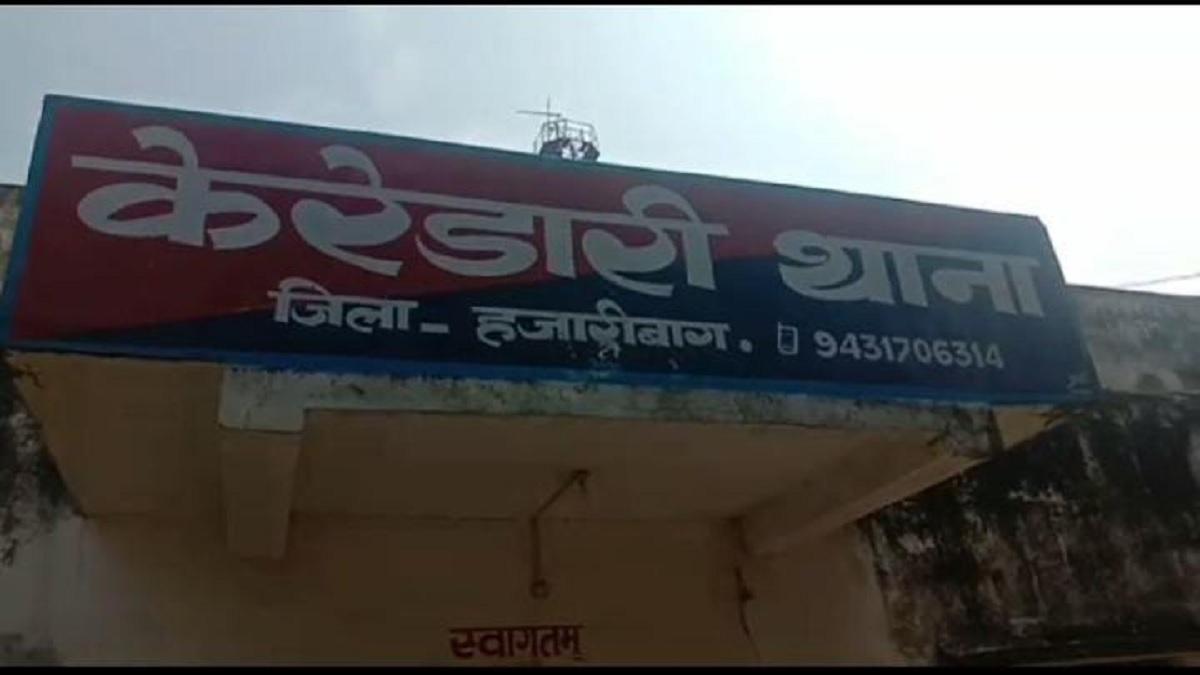 केरेडारी थाना
जिला - हजारीबाग. 9431706314
स्वागतम्